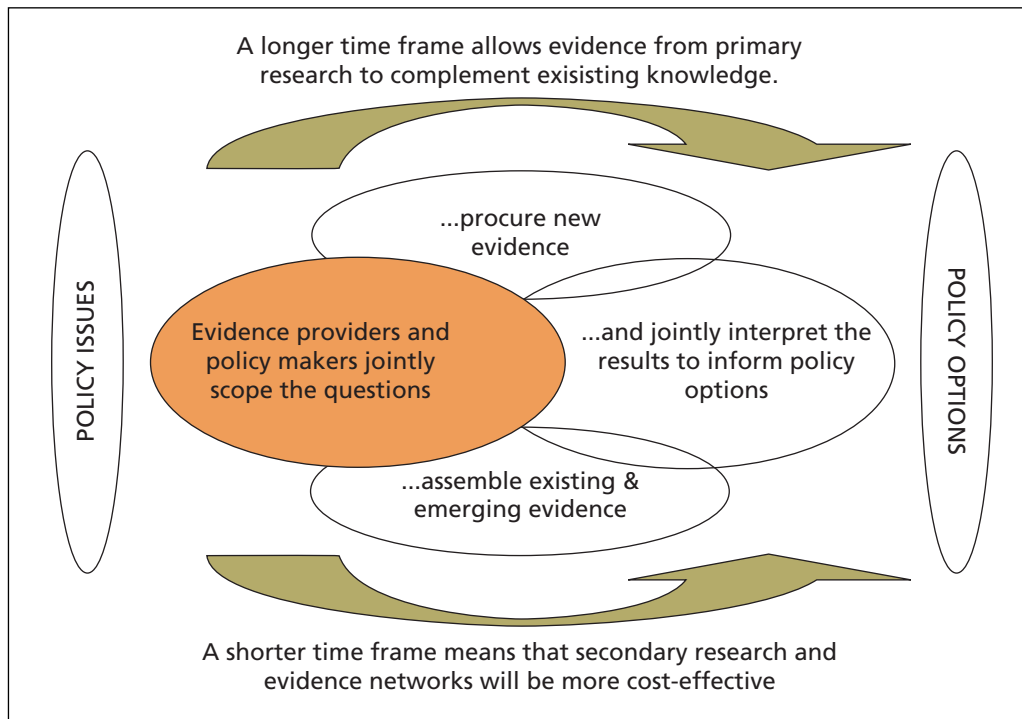 A longer time frame allows evidence from primary
research to complement exisisting knowledge.
POLICY ISSUES
...procure new
evidence
Evidence providers and
policy makers jointly
scope the questions
...and jointly interpret the
results to inform policy
options
...assemble existing &
emerging evidence
POLICY OPTIONS
A shorter time frame means that secondary research and
evidence networks will be more cost-effective